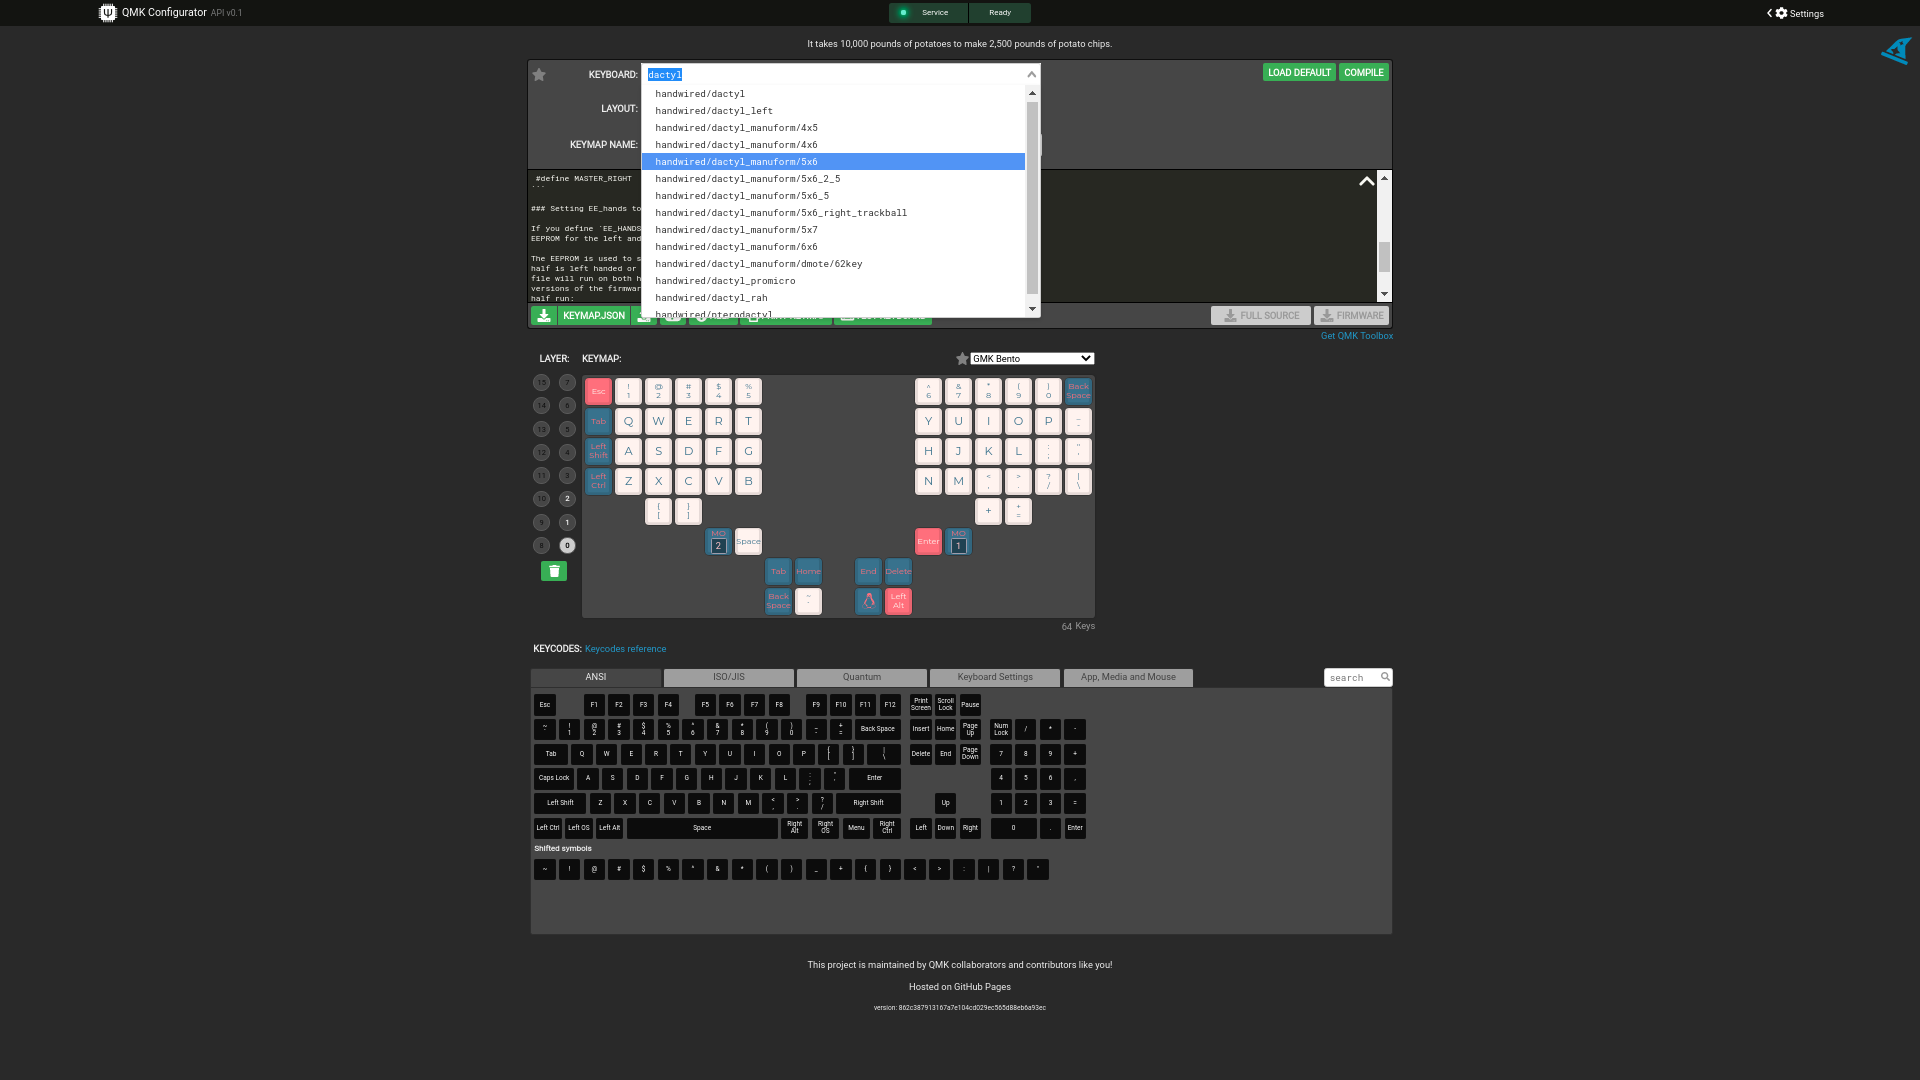 QMK Configurator API v0.1
Service Ready
Settings
It takes 10,000 pounds of potatoes to make 2,500 pounds of potato chips.
KEYBOARD: dactyl
LOAD DEFAULT COMPILE
LAYOUT:
KEYMAP NAME:
handwired/dactyl
handwired/dactyl_left
handwired/dactyl_manuform/4x5
handwired/dactyl_manuform/4x6
handwired/dactyl_manuform/5x6
handwired/dactyl_manuform/5x6_2_5
handwired/dactyl_manuform/5x6_5
handwired/dactyl_manuform/5x6_right_trackball
handwired/dactyl_manuform/5x7
handwired/dactyl_manuform/6x6
handwired/dactyl_manuform/dmote/62key
handwired/dactyl_promicro
handwired/dactyl_rah
handwired/pterodactyl
#define MASTER_RIGHT
```
### Setting EE_hands to
If you define `EE_HANDS
EEPROM for the left and
The EEPROM is used to s
half is left handed or
file will run on both h
versions of the firmwar
half run:
KEYMAP.JSON
FULL SOURCE FIRMWARE
Get QMK Toolbox
LAYER: KEYMAP: GMK Bento
15 7
14 6
13 5
12 4
11 3
10 2
9 1
8 0
Esc ! 1 @ 2 # 3 $ 4 % 5 ^ 6 & 7 * 8 ( 9 ) 0 Back Space
Tab Q W E R T Y U I O P _ -
Left Shift A S D F G H J K L : ; " '
Left Ctrl Z X C V B N M < , > . ? / | \
{ [ } ] + + =
MO 2 Space Enter MO 1
Tab Home End Delete
Back Space ~ ` Left Alt
64 Keys
KEYCODES: Keycodes reference
ANSI ISO/JIS Quantum Keyboard Settings App, Media and Mouse search
Esc F1 F2 F3 F4 F5 F6 F7 F8 F9 F10 F11 F12 Print Screen Scroll Lock Pause
~ ` ! 1 @ 2 # 3 $ 4 % 5 ^ 6 & 7 * 8 ( 9 ) 0 _ - + = Back Space Insert Home Page Up Num Lock / * -
Tab Q W E R T Y U I O P { [ } ] | \ Delete End Page Down 7 8 9 +
Caps Lock A S D F G H J K L : ; " ' Enter 4 5 6 ,
Left Shift Z X C V B N M < , > . ? / Right Shift Up 1 2 3 =
Left Ctrl Left OS Left Alt Space Right Alt Right OS Menu Right Ctrl Left Down Right 0 . Enter
Shifted symbols
~ ! @ # $ % ^ & * ( ) _ + { } < > : | ? "
This project is maintained by QMK collaborators and contributors like you!
Hosted on GitHub Pages
version: 862c387913167a7e104cd029ec565d88eb6a93ec